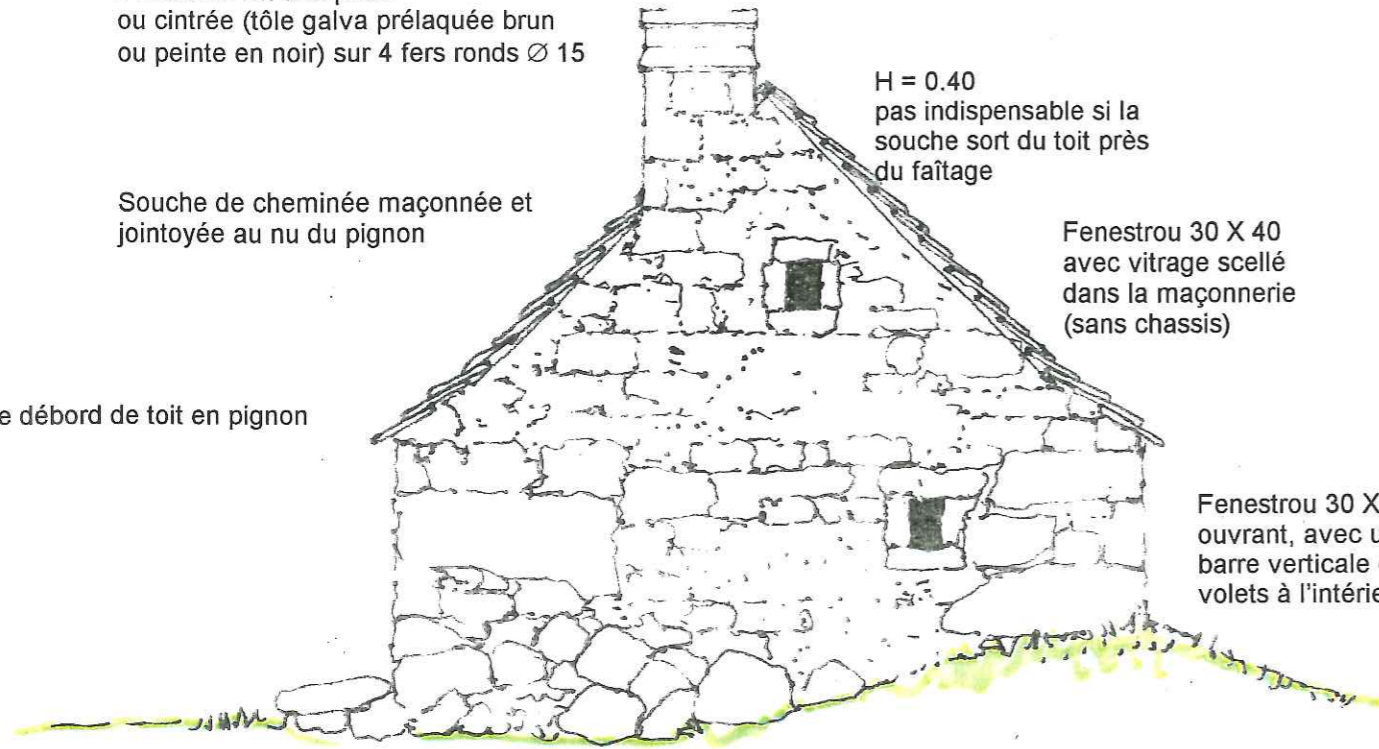 ou cintrée (tôle galva prélaquée brun
ou peinte en noir) sur 4 fers ronds ∅ 15
H = 0.40
pas indispensable si la
souche sort du toit près
du faîtage
Souche de cheminée maçonnée et
jointoyée au nu du pignon
Fenestrou 30 X 40
avec vitrage scellé
dans la maçonnerie
(sans chassis)
débord de toit en pignon
Fenestrou 30 X
ouvrant, avec
barre verticale
volets à